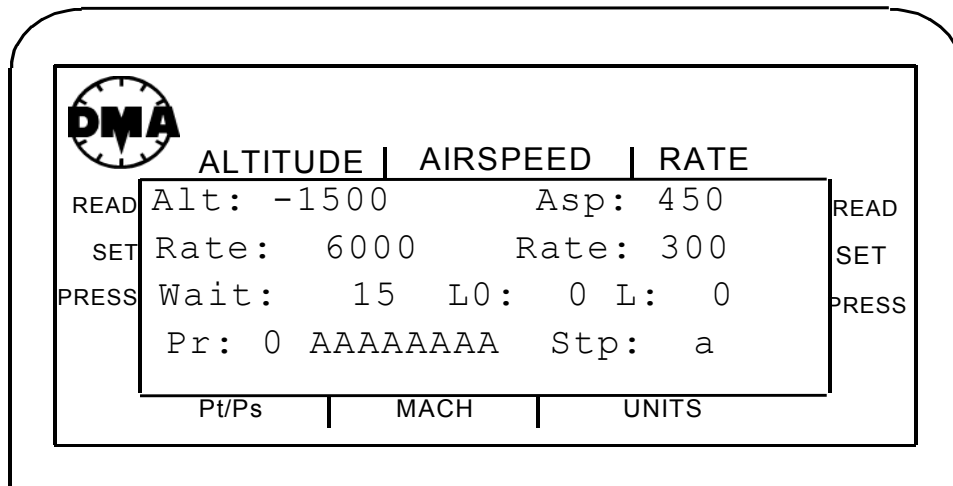 DMA
ALTITUDE | AIRSPEED | RATE
READ Alt: -1500 Asp: 450 READ
SET Rate: 6000 Rate: 300 SET
PRESS Wait: 15 L0: 0 L: 0 PRESS
Pr: 0 AAAAAAAA Stp: a
Pt/Ps | MACH | UNITS